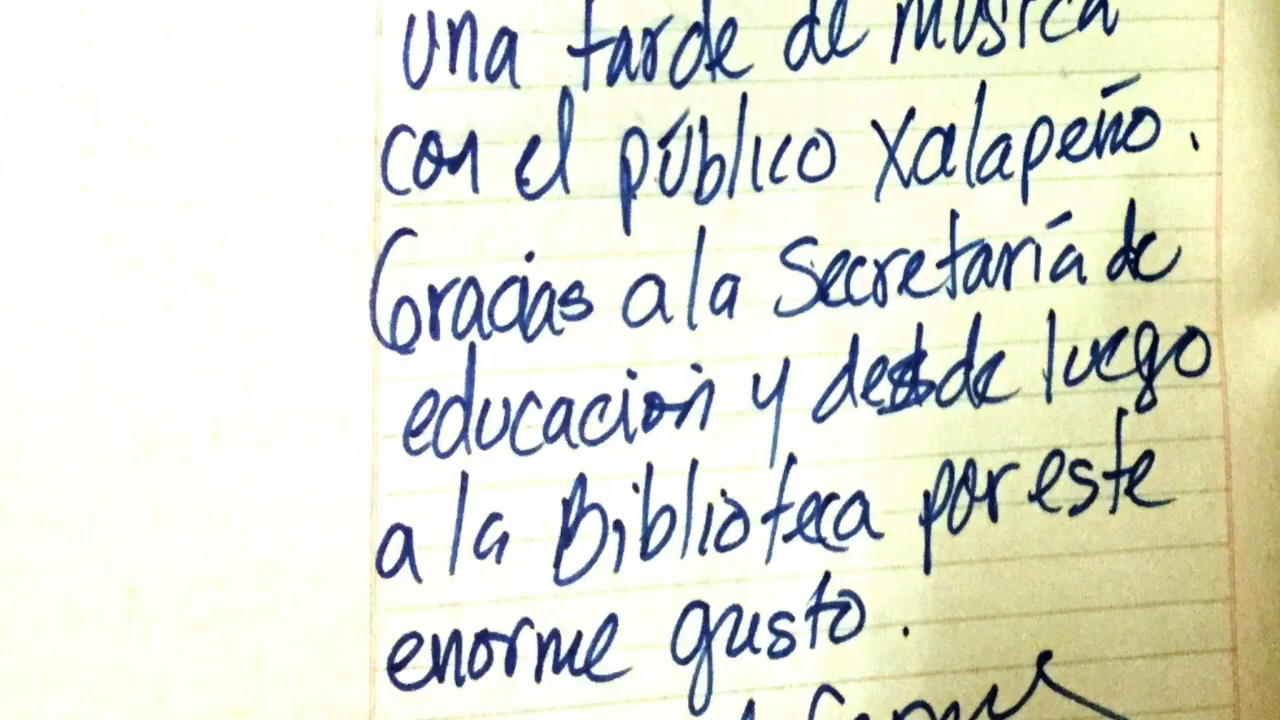 una tarde de música
con el público Xalapeño.
Gracias a la Secretaría de
educación y desde luego
a la Biblioteca por este
enorme gusto.